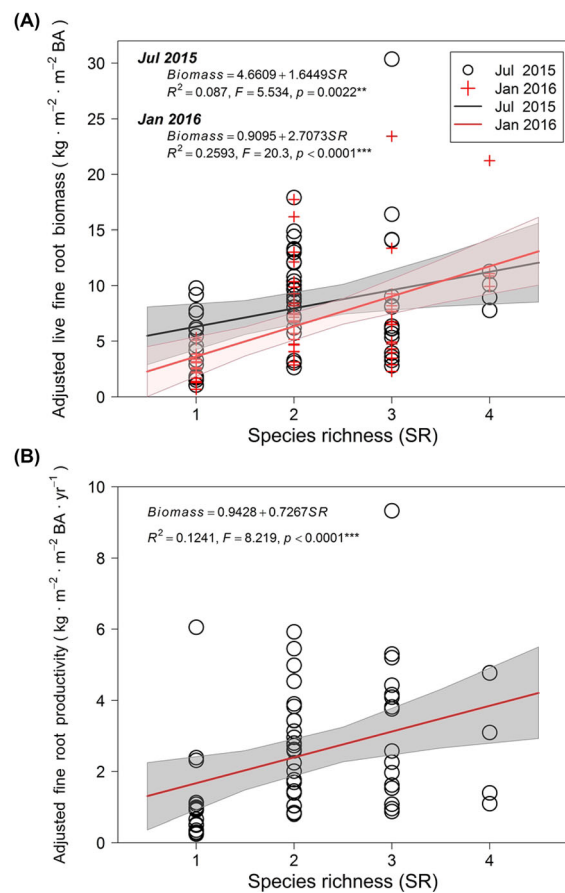 (A)
Adjusted live fine root biomass ( kg · m−2 · m−2 BA)
30
25
20
15
10
5
0
Jul 2015
Biomass = 4.6609 + 1.6449SR
R2 = 0.087, F = 5.534, p = 0.0022**
Jan 2016
Biomass = 0.9095 + 2.7073SR
R2 = 0.2593, F = 20.3, p < 0.0001***
Jul 2015
Jan 2016
Jul 2015
Jan 2016
1 2 3 4
Species richness (SR)
(B)
Adjusted fine root productivity ( kg · m−2 · m−2 BA · yr−1)
10
8
6
4
2
0
Biomass = 0.9428 + 0.7267SR
R2 = 0.1241, F = 8.219, p < 0.0001***
1 2 3 4
Species richness (SR)